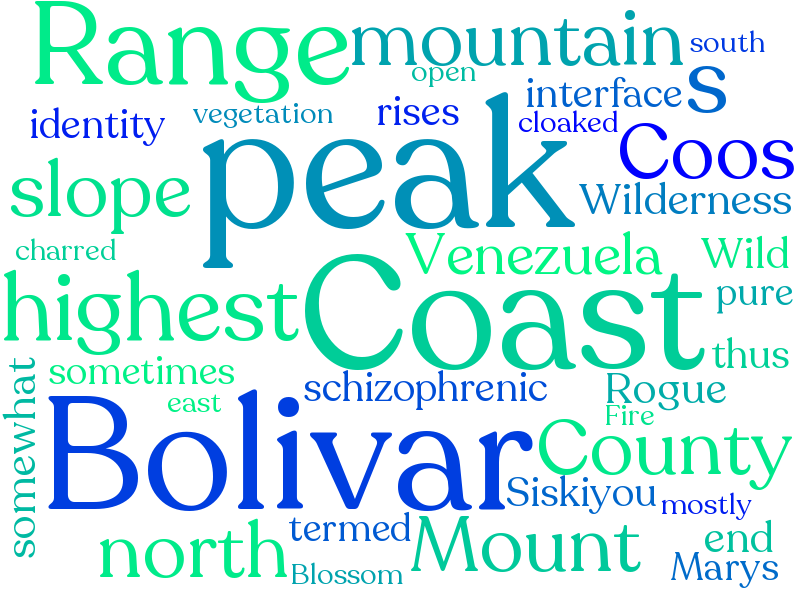 Range
mountain
south
open
s
identity
vegetation
rises
interface
cloaked
Coos
peak
slope
Wilderness
charred
Venezuela
Wild
highest
Coast
pure
thus
somewhat
sometimes
schizophrenic
Rogue
east
Fire
Bolivar
County
Siskiyou
mostly
north
termed
Mount
end
Blossom
Marys